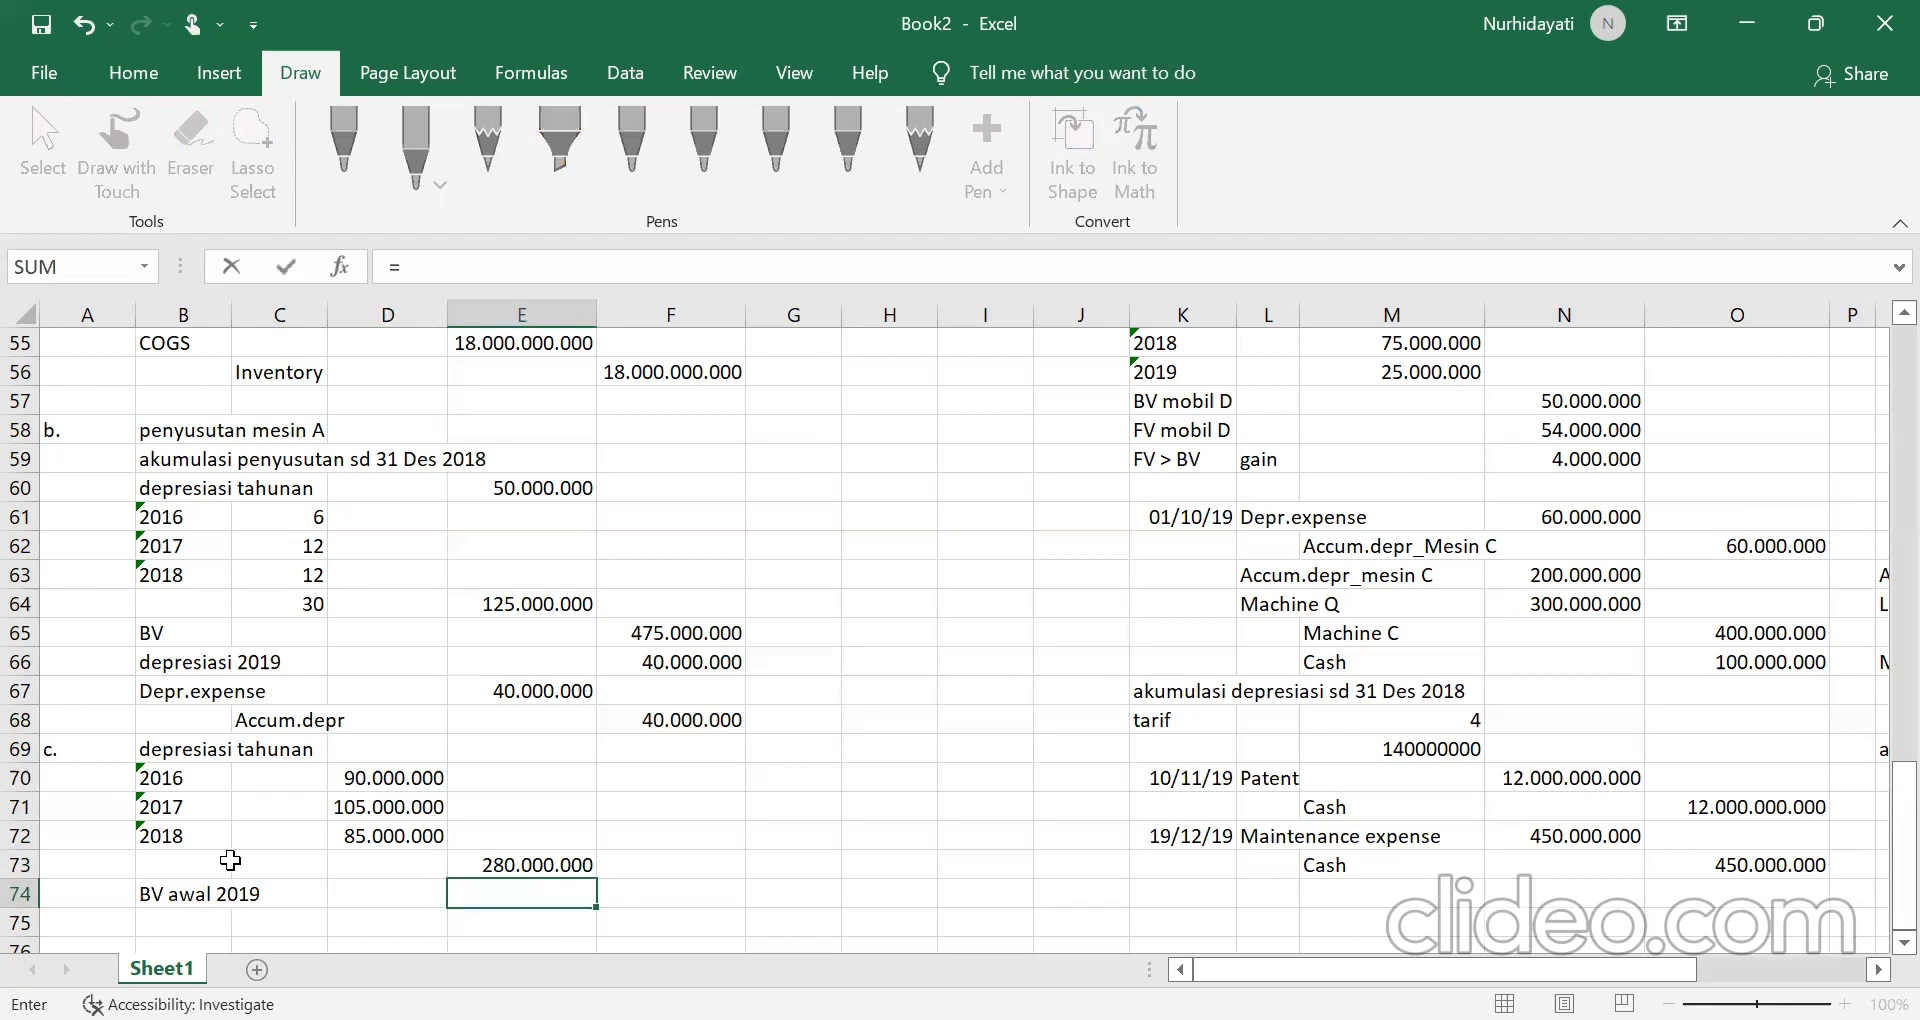 Book2 - Excel
Nurhidayati
N
File Home Insert Draw Page Layout Formulas Data Review View Help Tell me what you want to do Share
Select Draw with Touch Eraser Lasso Select
Add Pen
Ink to Shape Ink to Math
Tools Pens Convert
SUM fx =
A B C D E F G H I J K L M N O P
55 COGS 18.000.000.000 2018 75.000.000
56 Inventory 18.000.000.000 2019 25.000.000
57 BV mobil D 50.000.000
58 b. penyusutan mesin A FV mobil D 54.000.000
59 akumulasi penyusutan sd 31 Des 2018 FV > BV gain 4.000.000
60 depresiasi tahunan 50.000.000
61 2016 6 01/10/19 Depr.expense 60.000.000
62 2017 12 Accum.depr_Mesin C 60.000.000
63 2018 12 Accum.depr_mesin C 200.000.000 A
64 30 125.000.000 Machine Q 300.000.000 L
65 BV 475.000.000 Machine C 400.000.000
66 depresiasi 2019 40.000.000 Cash 100.000.000 M
67 Depr.expense 40.000.000 akumulasi depresiasi sd 31 Des 2018
68 Accum.depr 40.000.000 tarif 4
69 c. depresiasi tahunan 140000000 a
70 2016 90.000.000 10/11/19 Patent 12.000.000.000
71 2017 105.000.000 Cash 12.000.000.000
72 2018 85.000.000 19/12/19 Maintenance expense 450.000.000
73 280.000.000 Cash 450.000.000
74 BV awal 2019
75
76
clideo.com
Sheet1
Enter Accessibility: Investigate 100%